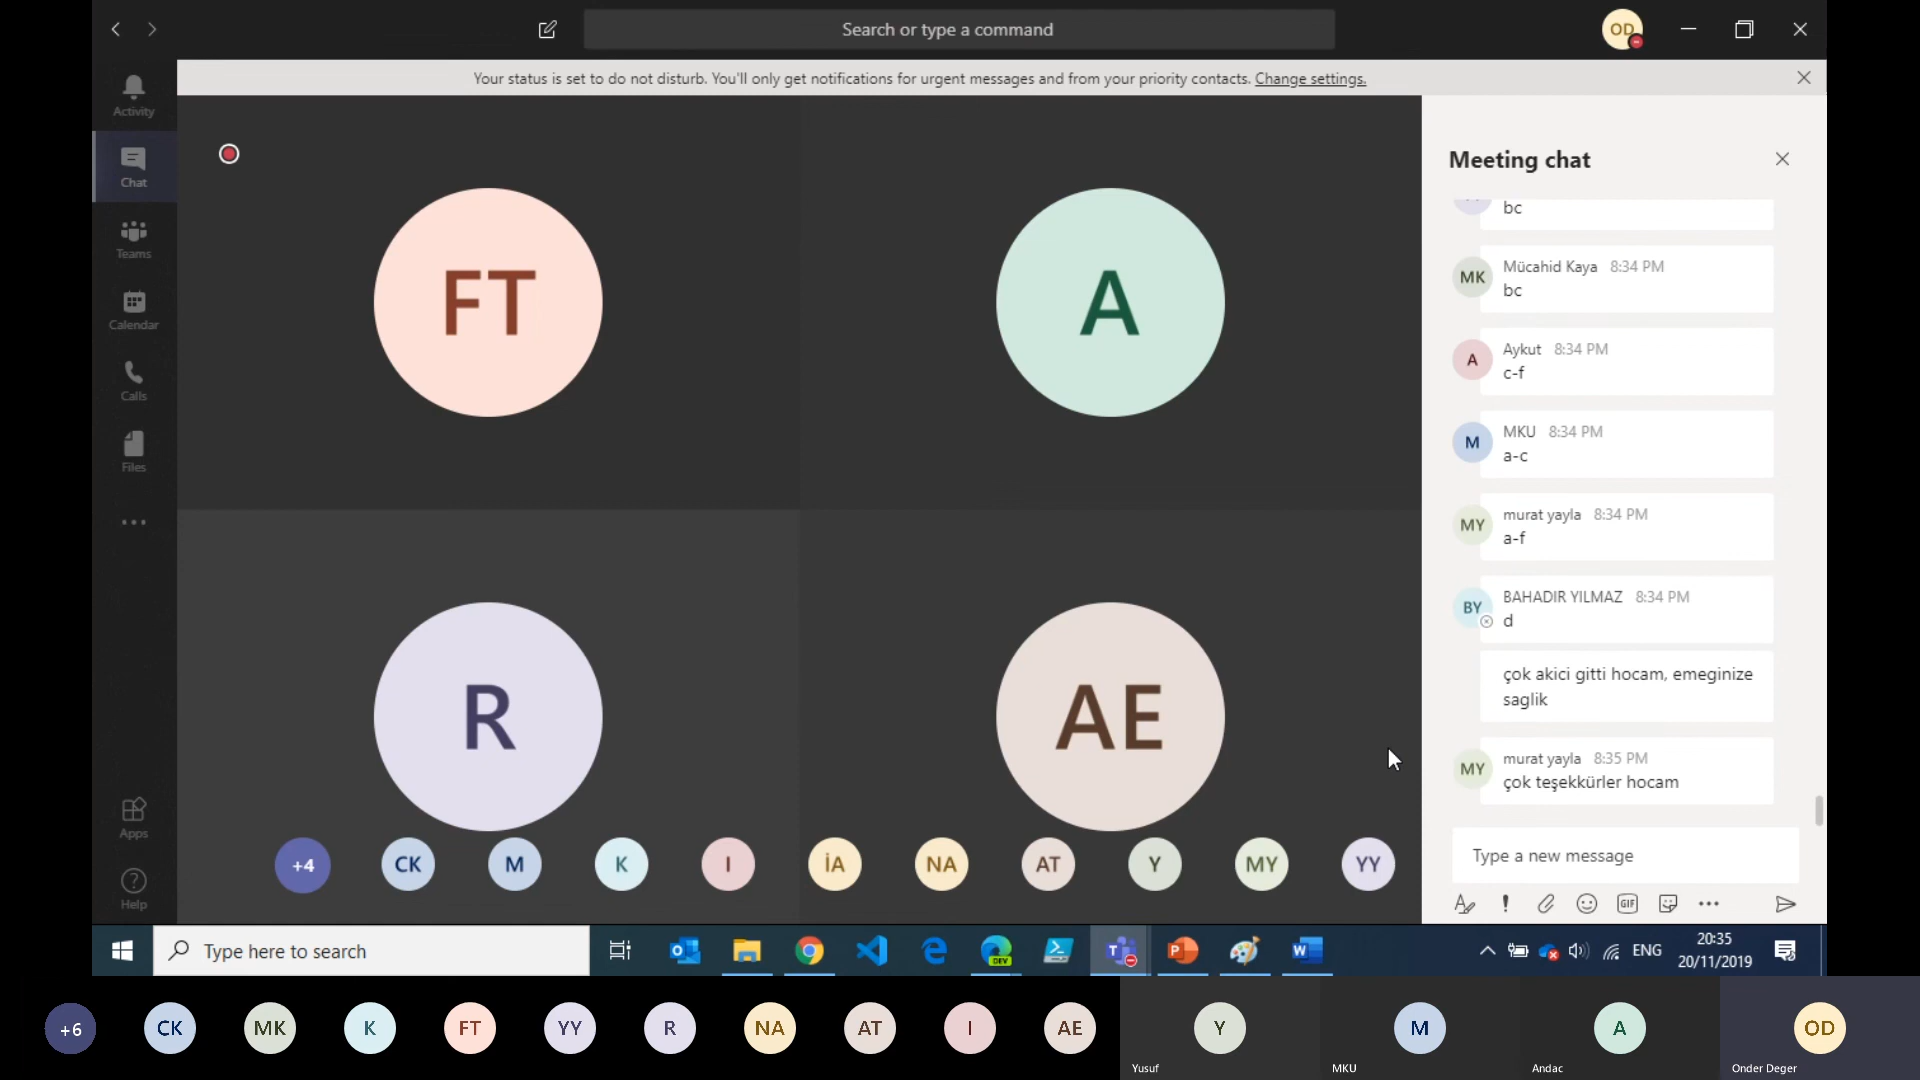 Search or type a command
OD
Your status is set to do not disturb. You'll only get notifications for urgent messages and from your priority contacts. Change settings.
Activity
Chat
Teams
Calendar
Calls
Files
Apps
Help
FT
A
R
AE
+4
CK
M
K
I
İA
NA
AT
Y
MY
YY
Meeting chat
bc
MK
Mücahid Kaya 8:34 PM
bc
A
Aykut 8:34 PM
c-f
M
MKU 8:34 PM
a-c
MY
murat yayla 8:34 PM
a-f
BY
BAHADIR YILMAZ 8:34 PM
d
çok akici gitti hocam, emeginize
saglik
MY
murat yayla 8:35 PM
çok teşekkürler hocam
Type a new message
GIF
Type here to search
DEV
ENG
20:35
20/11/2019
+6
CK
MK
K
FT
YY
R
NA
AT
I
AE
Y
Yusuf
M
MKU
A
Andac
OD
Onder Deger